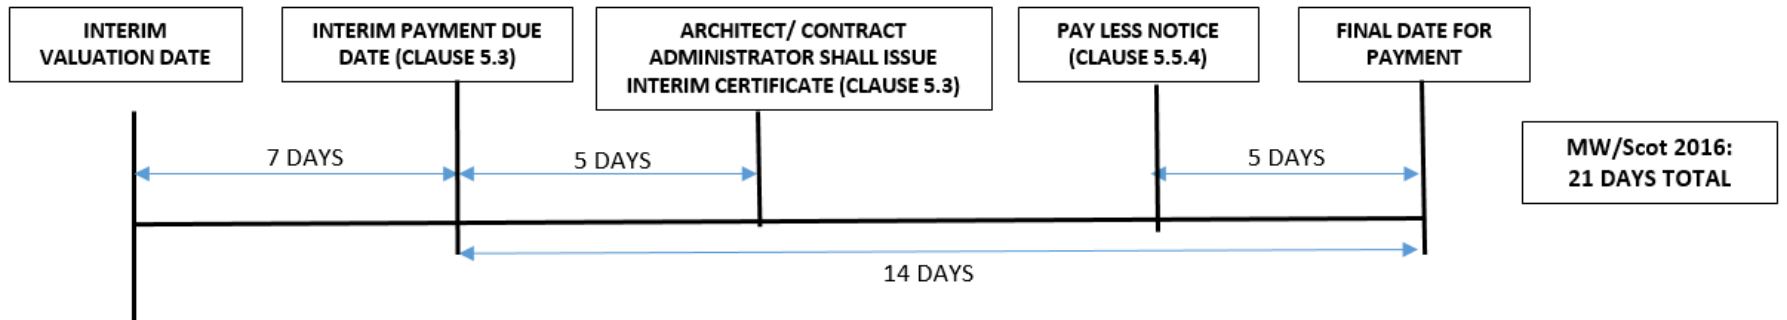 INTERIM
VALUATION DATE
INTERIM PAYMENT DUE
DATE (CLAUSE 5.3)
ARCHITECT/ CONTRACT
ADMINISTRATOR SHALL ISSUE
INTERIM CERTIFICATE (CLAUSE 5.3)
PAY LESS NOTICE
(CLAUSE 5.5.4)
FINAL DATE FOR
PAYMENT
7 DAYS
5 DAYS
5 DAYS
MW/Scot 2016:
21 DAYS TOTAL
14 DAYS